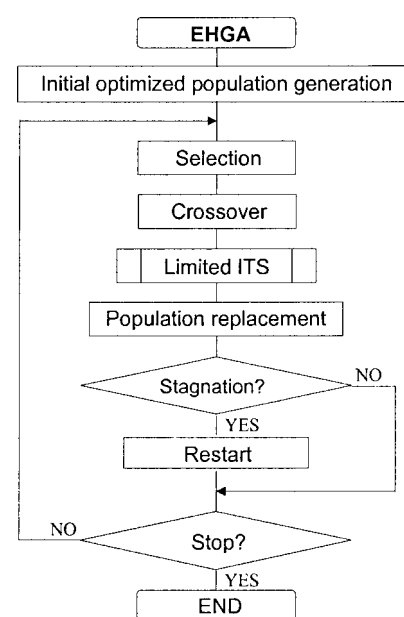 EHGA
Initial optimized population generation
Selection
Crossover
Limited ITS
Population replacement
Stagnation?
NO
YES
Restart
NO
Stop?
YES
END